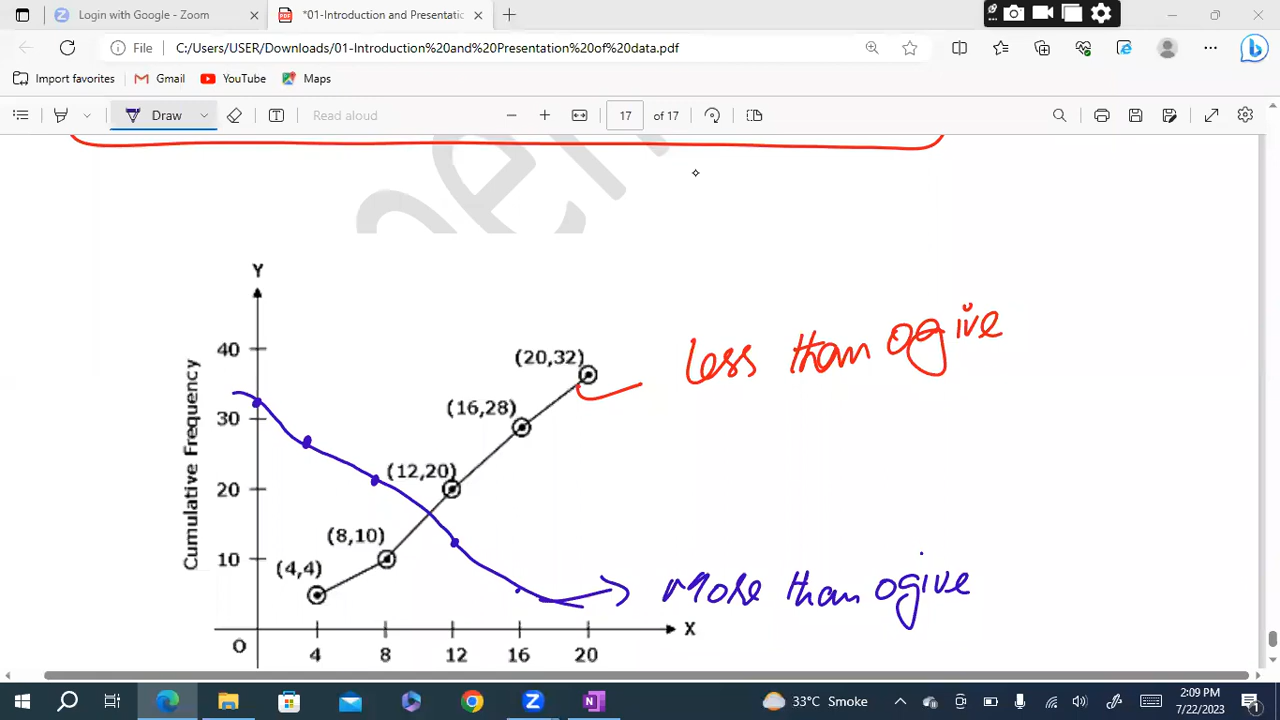 Login with Google - Zoom
*01-Introduction and Presentatic
File
C:/Users/USER/Downloads/01-Introduction%20and%20Presentation%20of%20data.pdf
Import favorites
Gmail
YouTube
Maps
Draw
Read aloud
17
of 17
Y
40
30
20
10
Cumulative Frequency
(20,32)
(16,28)
(12,20)
(8,10)
(4,4)
less than ogive
More than ogive
O
4
8
12
16
20
X
33°C Smoke
2:09 PM
7/22/2023